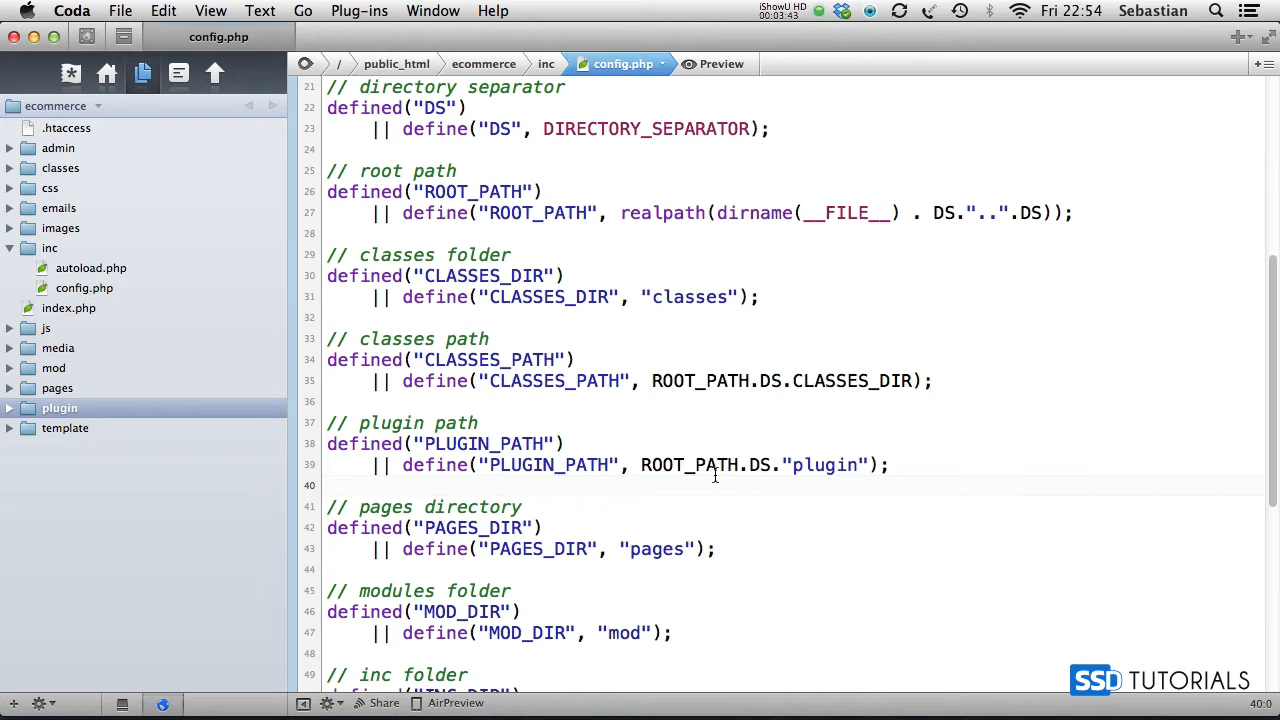 Coda File Edit View Text Go Plug-ins Window Help iShowU HD 00:03:43 Fri 22:54 Sebastian
config.php
/ public_html ecommerce inc config.php Preview
ecommerce
.htaccess
admin
classes
css
emails
images
inc
autoload.php
config.php
index.php
js
media
mod
pages
plugin
template
21 // directory separator
22 defined("DS")
23 || define("DS", DIRECTORY_SEPARATOR);
24
25 // root path
26 defined("ROOT_PATH")
27 || define("ROOT_PATH", realpath(dirname(__FILE__) . DS."..".DS));
28
29 // classes folder
30 defined("CLASSES_DIR")
31 || define("CLASSES_DIR", "classes");
32
33 // classes path
34 defined("CLASSES_PATH")
35 || define("CLASSES_PATH", ROOT_PATH.DS.CLASSES_DIR);
36
37 // plugin path
38 defined("PLUGIN_PATH")
39 || define("PLUGIN_PATH", ROOT_PATH.DS."plugin");
40
41 // pages directory
42 defined("PAGES_DIR")
43 || define("PAGES_DIR", "pages");
44
45 // modules folder
46 defined("MOD_DIR")
47 || define("MOD_DIR", "mod");
48
49 // inc folder
SSD TUTORIALS
Share AirPreview 40:0